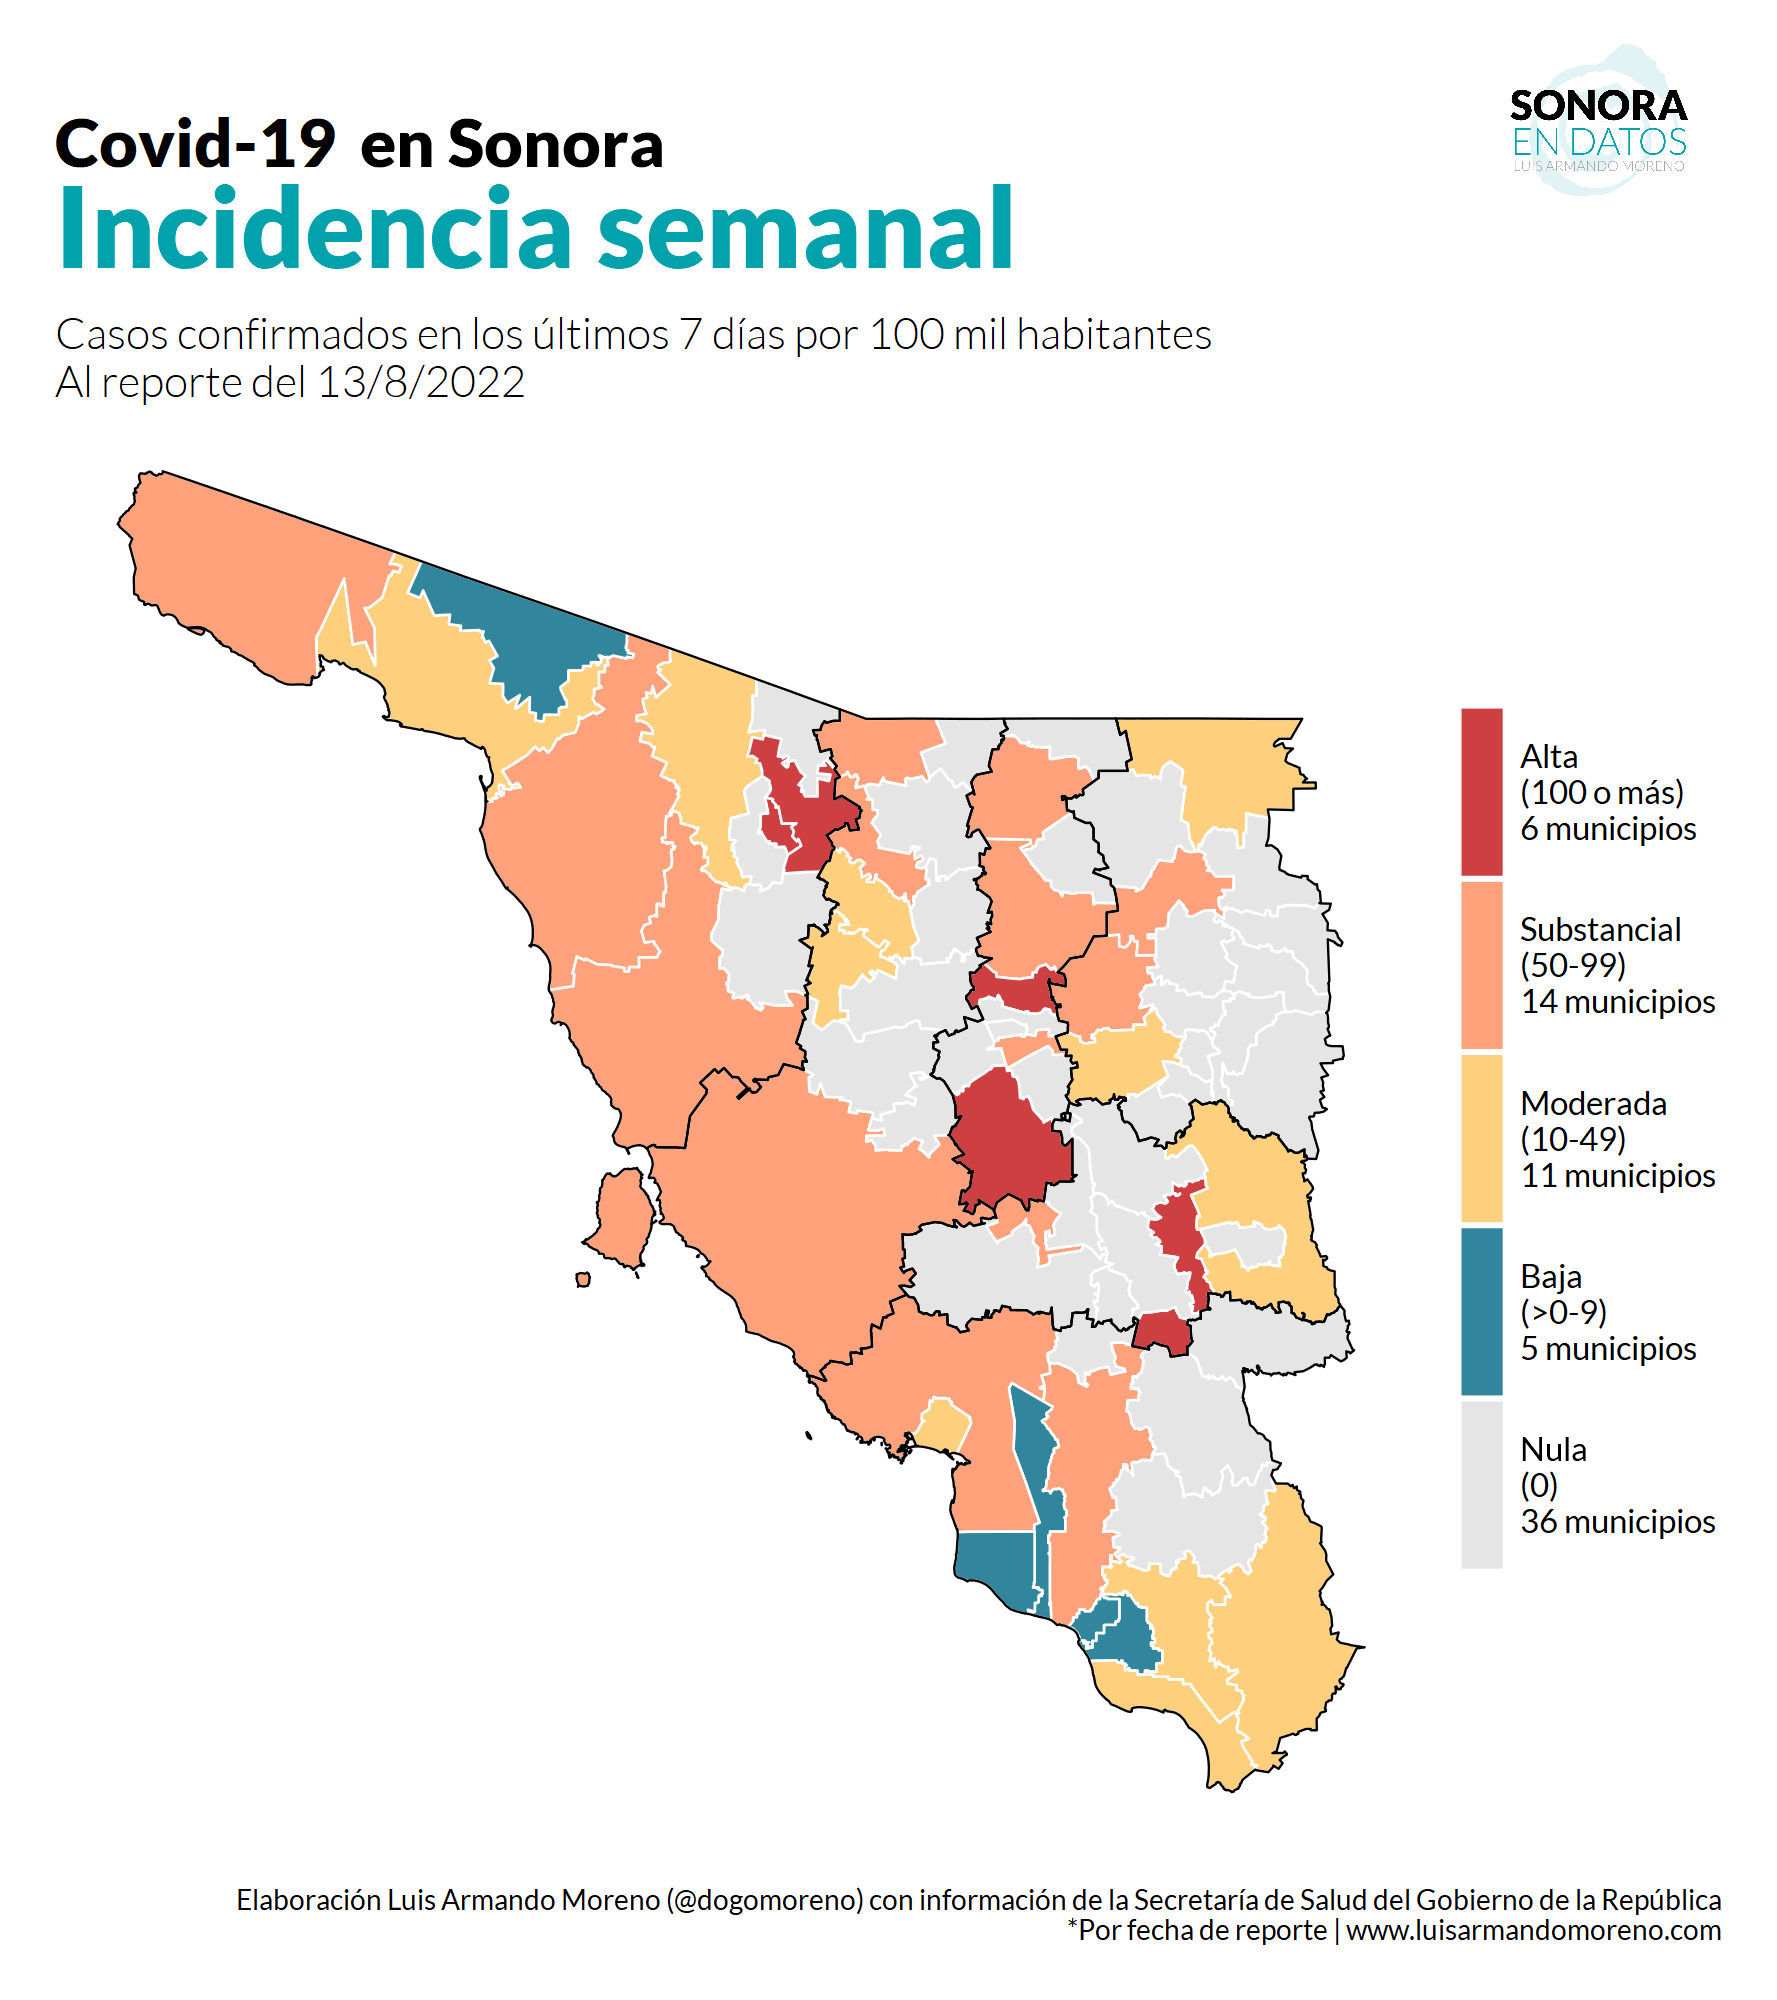 SONORA
EN DATOS
LUIS ARMANDO MORENO
Covid-19 en Sonora
Incidencia semanal
Casos confirmados en los últimos 7 días por 100 mil habitantes
Al reporte del 13/8/2022
Alta
(100 o más)
6 municipios
Substancial
(50-99)
14 municipios
Moderada
(10-49)
11 municipios
Baja
(>0-9)
5 municipios
Nula
(0)
36 municipios
Elaboración Luis Armando Moreno (@dogomoreno) con información de la Secretaría de Salud del Gobierno de la República
*Por fecha de reporte | www.luisarmandomoreno.com